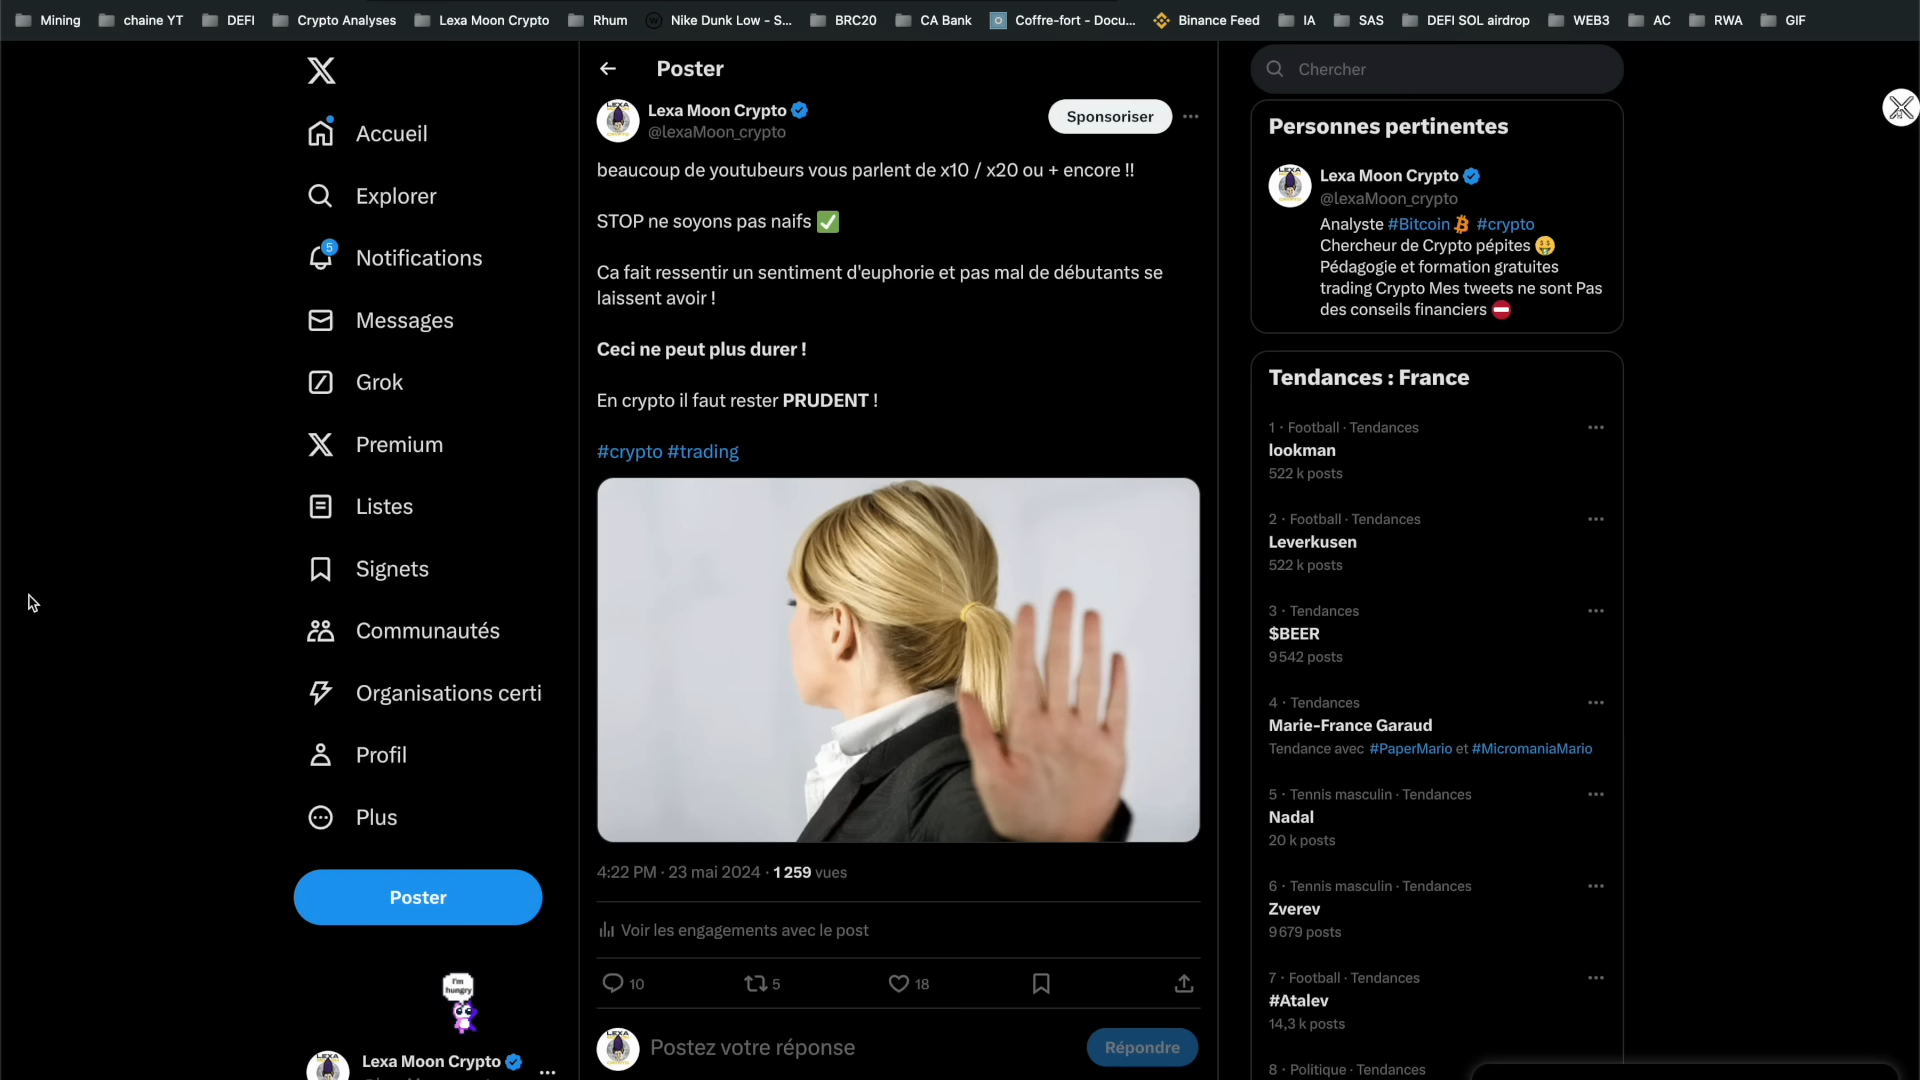 Mining
chaine YT
DEFI
Crypto Analyses
Lexa Moon Crypto
Rhum
Nike Dunk Low - S...
BRC20
CA Bank
Coffre-fort - Docu...
Binance Feed
IA
SAS
DEFI SOL airdrop
WEB3
AC
RWA
GIF
Accueil
Explorer
5
Notifications
Messages
Grok
Premium
Listes
Signets
Communautés
Organisations certi
Profil
Plus
Poster
I'm
hungry
Lexa Moon Crypto
Poster
Lexa Moon Crypto
@lexaMoon_crypto
Sponsoriser
beaucoup de youtubeurs vous parlent de x10 / x20 ou + encore !!
STOP ne soyons pas naifs ✅
Ca fait ressentir un sentiment d'euphorie et pas mal de débutants se
laissent avoir !
Ceci ne peut plus durer !
En crypto il faut rester PRUDENT !
#crypto #trading
4:22 PM · 23 mai 2024 · 1 259 vues
Voir les engagements avec le post
10
5
18
Postez votre réponse
Répondre
Chercher
Personnes pertinentes
Lexa Moon Crypto
@lexaMoon_crypto
Analyste #Bitcoin #crypto
Chercheur de Crypto pépites 🤑
Pédagogie et formation gratuites
trading Crypto Mes tweets ne sont Pas
des conseils financiers ⛔
Tendances : France
1 · Football · Tendances
lookman
522 k posts
2 · Football · Tendances
Leverkusen
522 k posts
3 · Tendances
$BEER
9 542 posts
4 · Tendances
Marie-France Garaud
Tendance avec #PaperMario et #MicromaniaMario
5 · Tennis masculin · Tendances
Nadal
20 k posts
6 · Tennis masculin · Tendances
Zverev
9 679 posts
7 · Football · Tendances
#Atalev
14,3 k posts
8 · Politique · Tendances